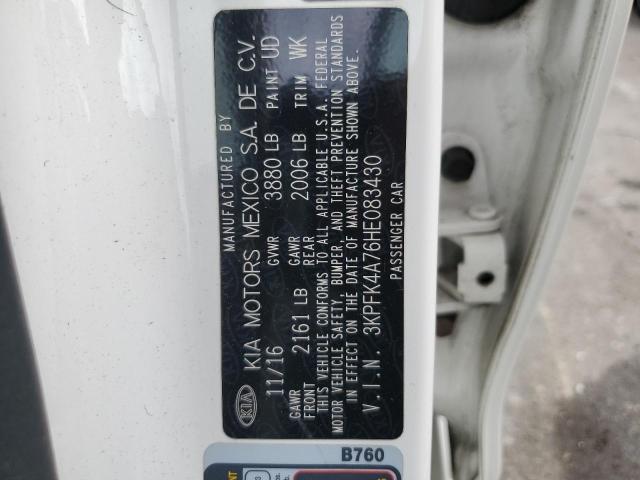 MANUFACTURED BY
KIA KIA MOTORS MEXICO S.A. DE C.V.
11/16 GVWR 3880 LB PAINT UD
GAWR FRONT 2161 LB GAWR REAR 2006 LB TRIM WK
THIS VEHICLE CONFORMS TO ALL APPLICABLE U.S.A. FEDERAL
MOTOR VEHICLE SAFETY, BUMPER, AND THEFT PREVENTION STANDARDS
IN EFFECT ON THE DATE OF MANUFACTURE SHOWN ABOVE.
V.I.N. 3KPFK4A76HE083430
PASSENGER CAR
B760